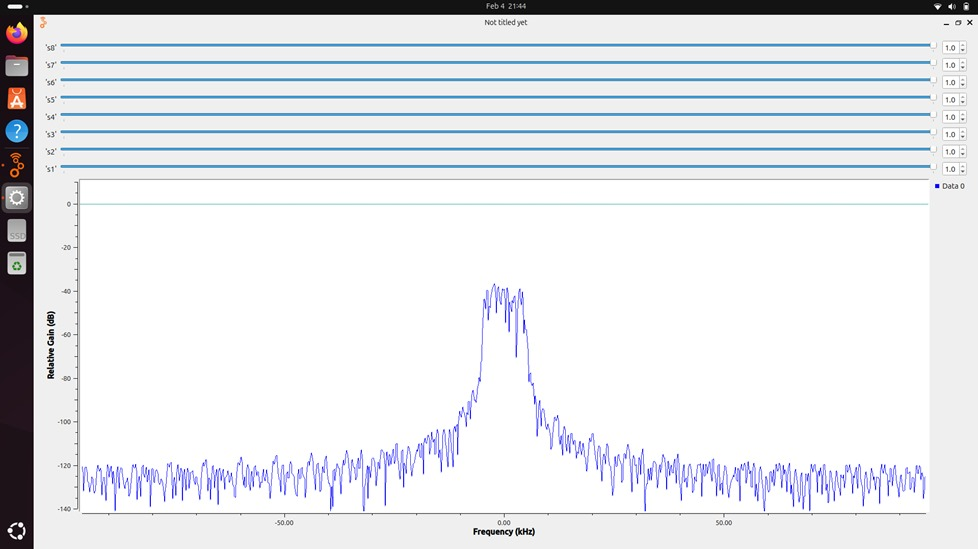 Feb 4 21:44
Not titled yet
's8' 1.0
's7' 1.0
's6' 1.0
's5' 1.0
's4' 1.0
's3' 1.0
's2' 1.0
's1' 1.0
Data 0
0
-20
-40
-60
-80
-100
-120
-140
Relative Gain (dB)
-50.00 0.00 50.00
Frequency (kHz)
SSD